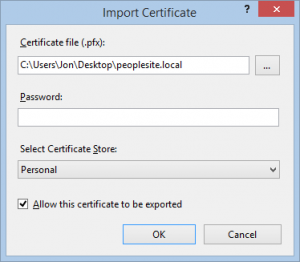 Import Certificate
Certificate file (.pfx):
C:\Users\Jon\Desktop\peoplesite.local
...
Password:
Select Certificate Store:
Personal
Allow this certificate to be exported
OK Cancel